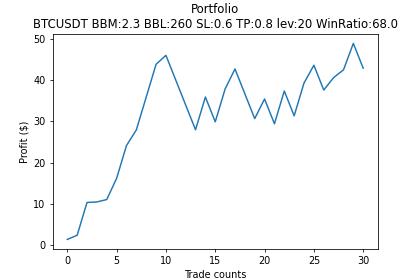 Portfolio
BTCUSDT BBM:2.3 BBL:260 SL:0.6 TP:0.8 lev:20 WinRatio:68.0
50
40
30
20
10
0
Profit ($)
0 5 10 15 20 25 30
Trade counts